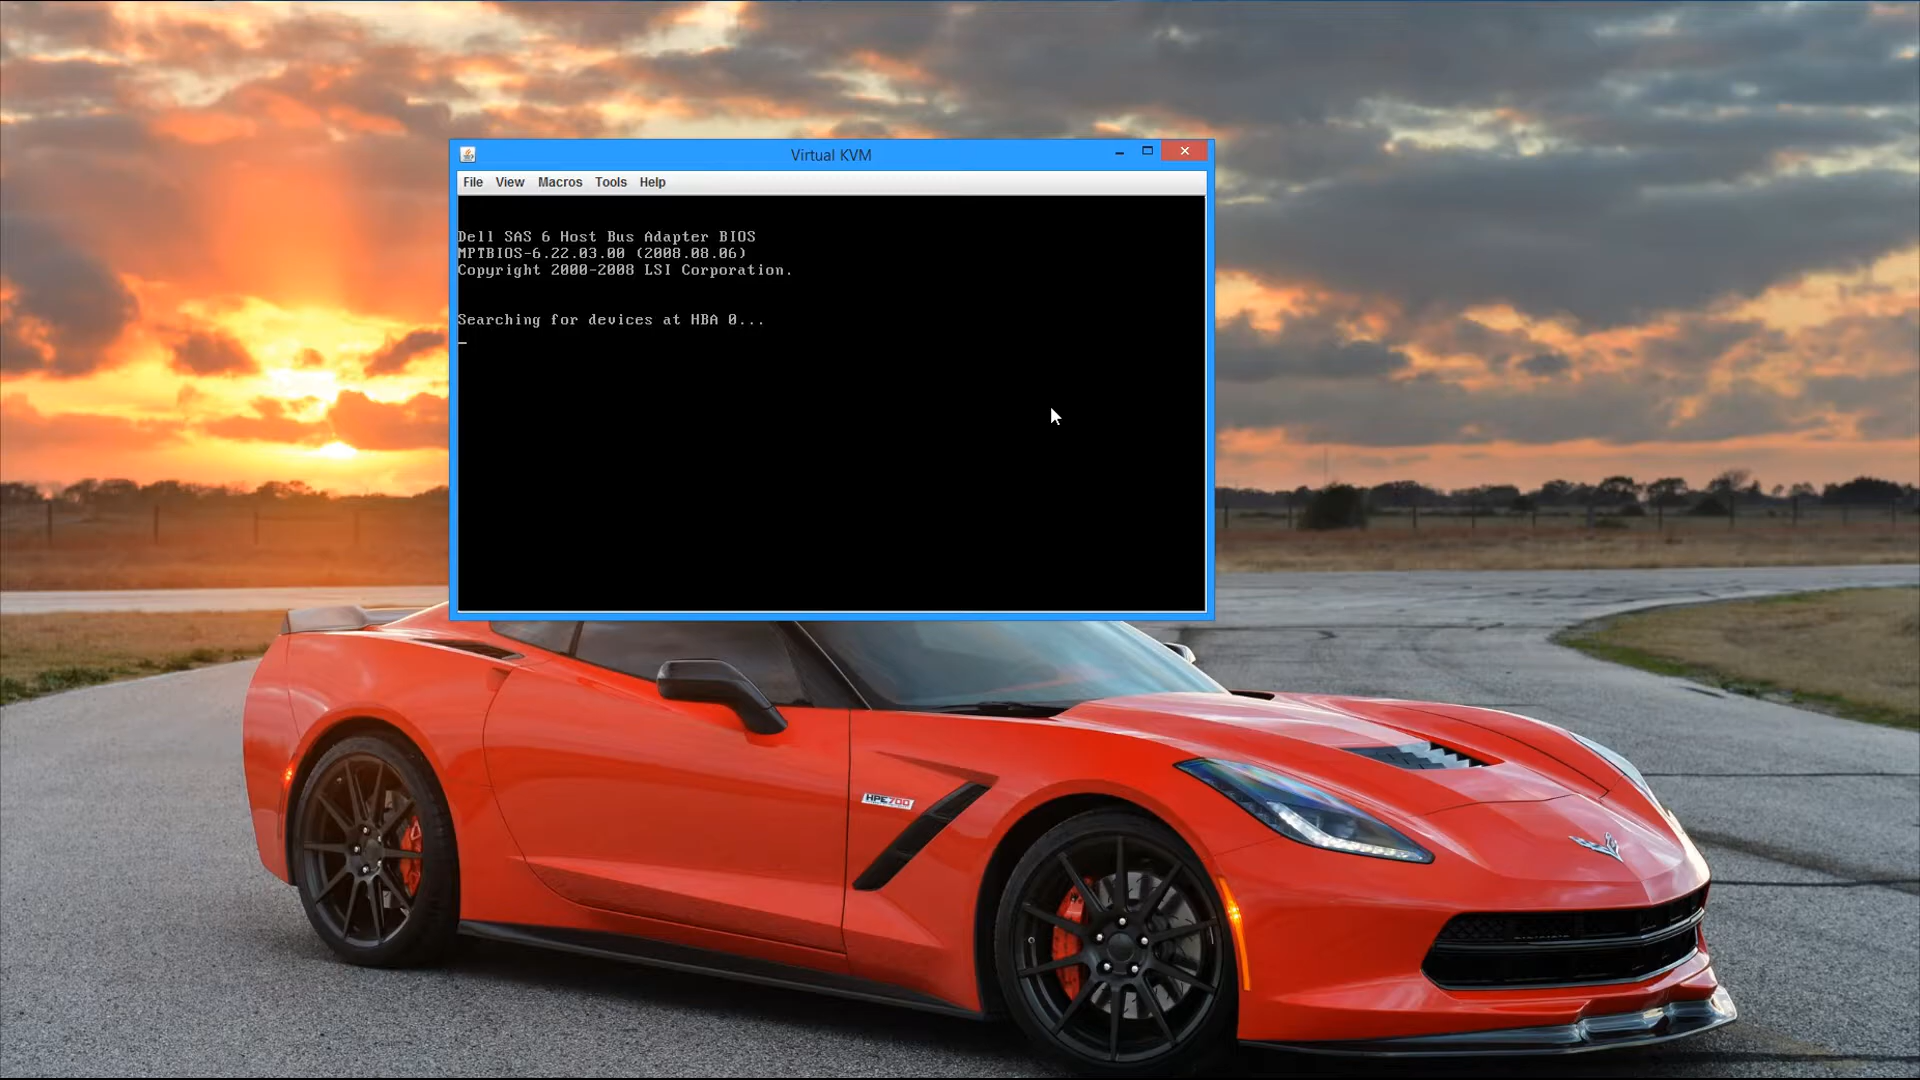 Virtual KVM
File View Macros Tools Help
Dell SAS 6 Host Bus Adapter BIOS
MPTBIOS-6.22.03.00 (2008.08.06)
Copyright 2000-2008 LSI Corporation.
Searching for devices at HBA 0...
HPE700